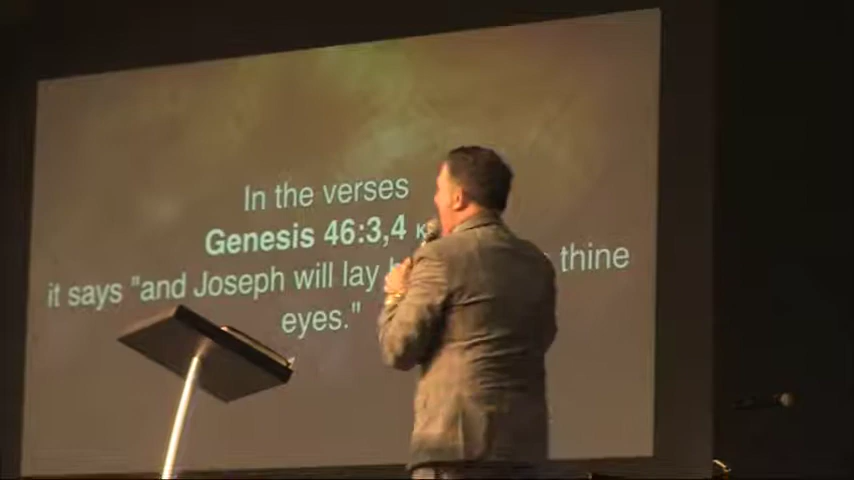 In the verses
Genesis 46:3,4
it says "and Joseph will lay thine
eyes."